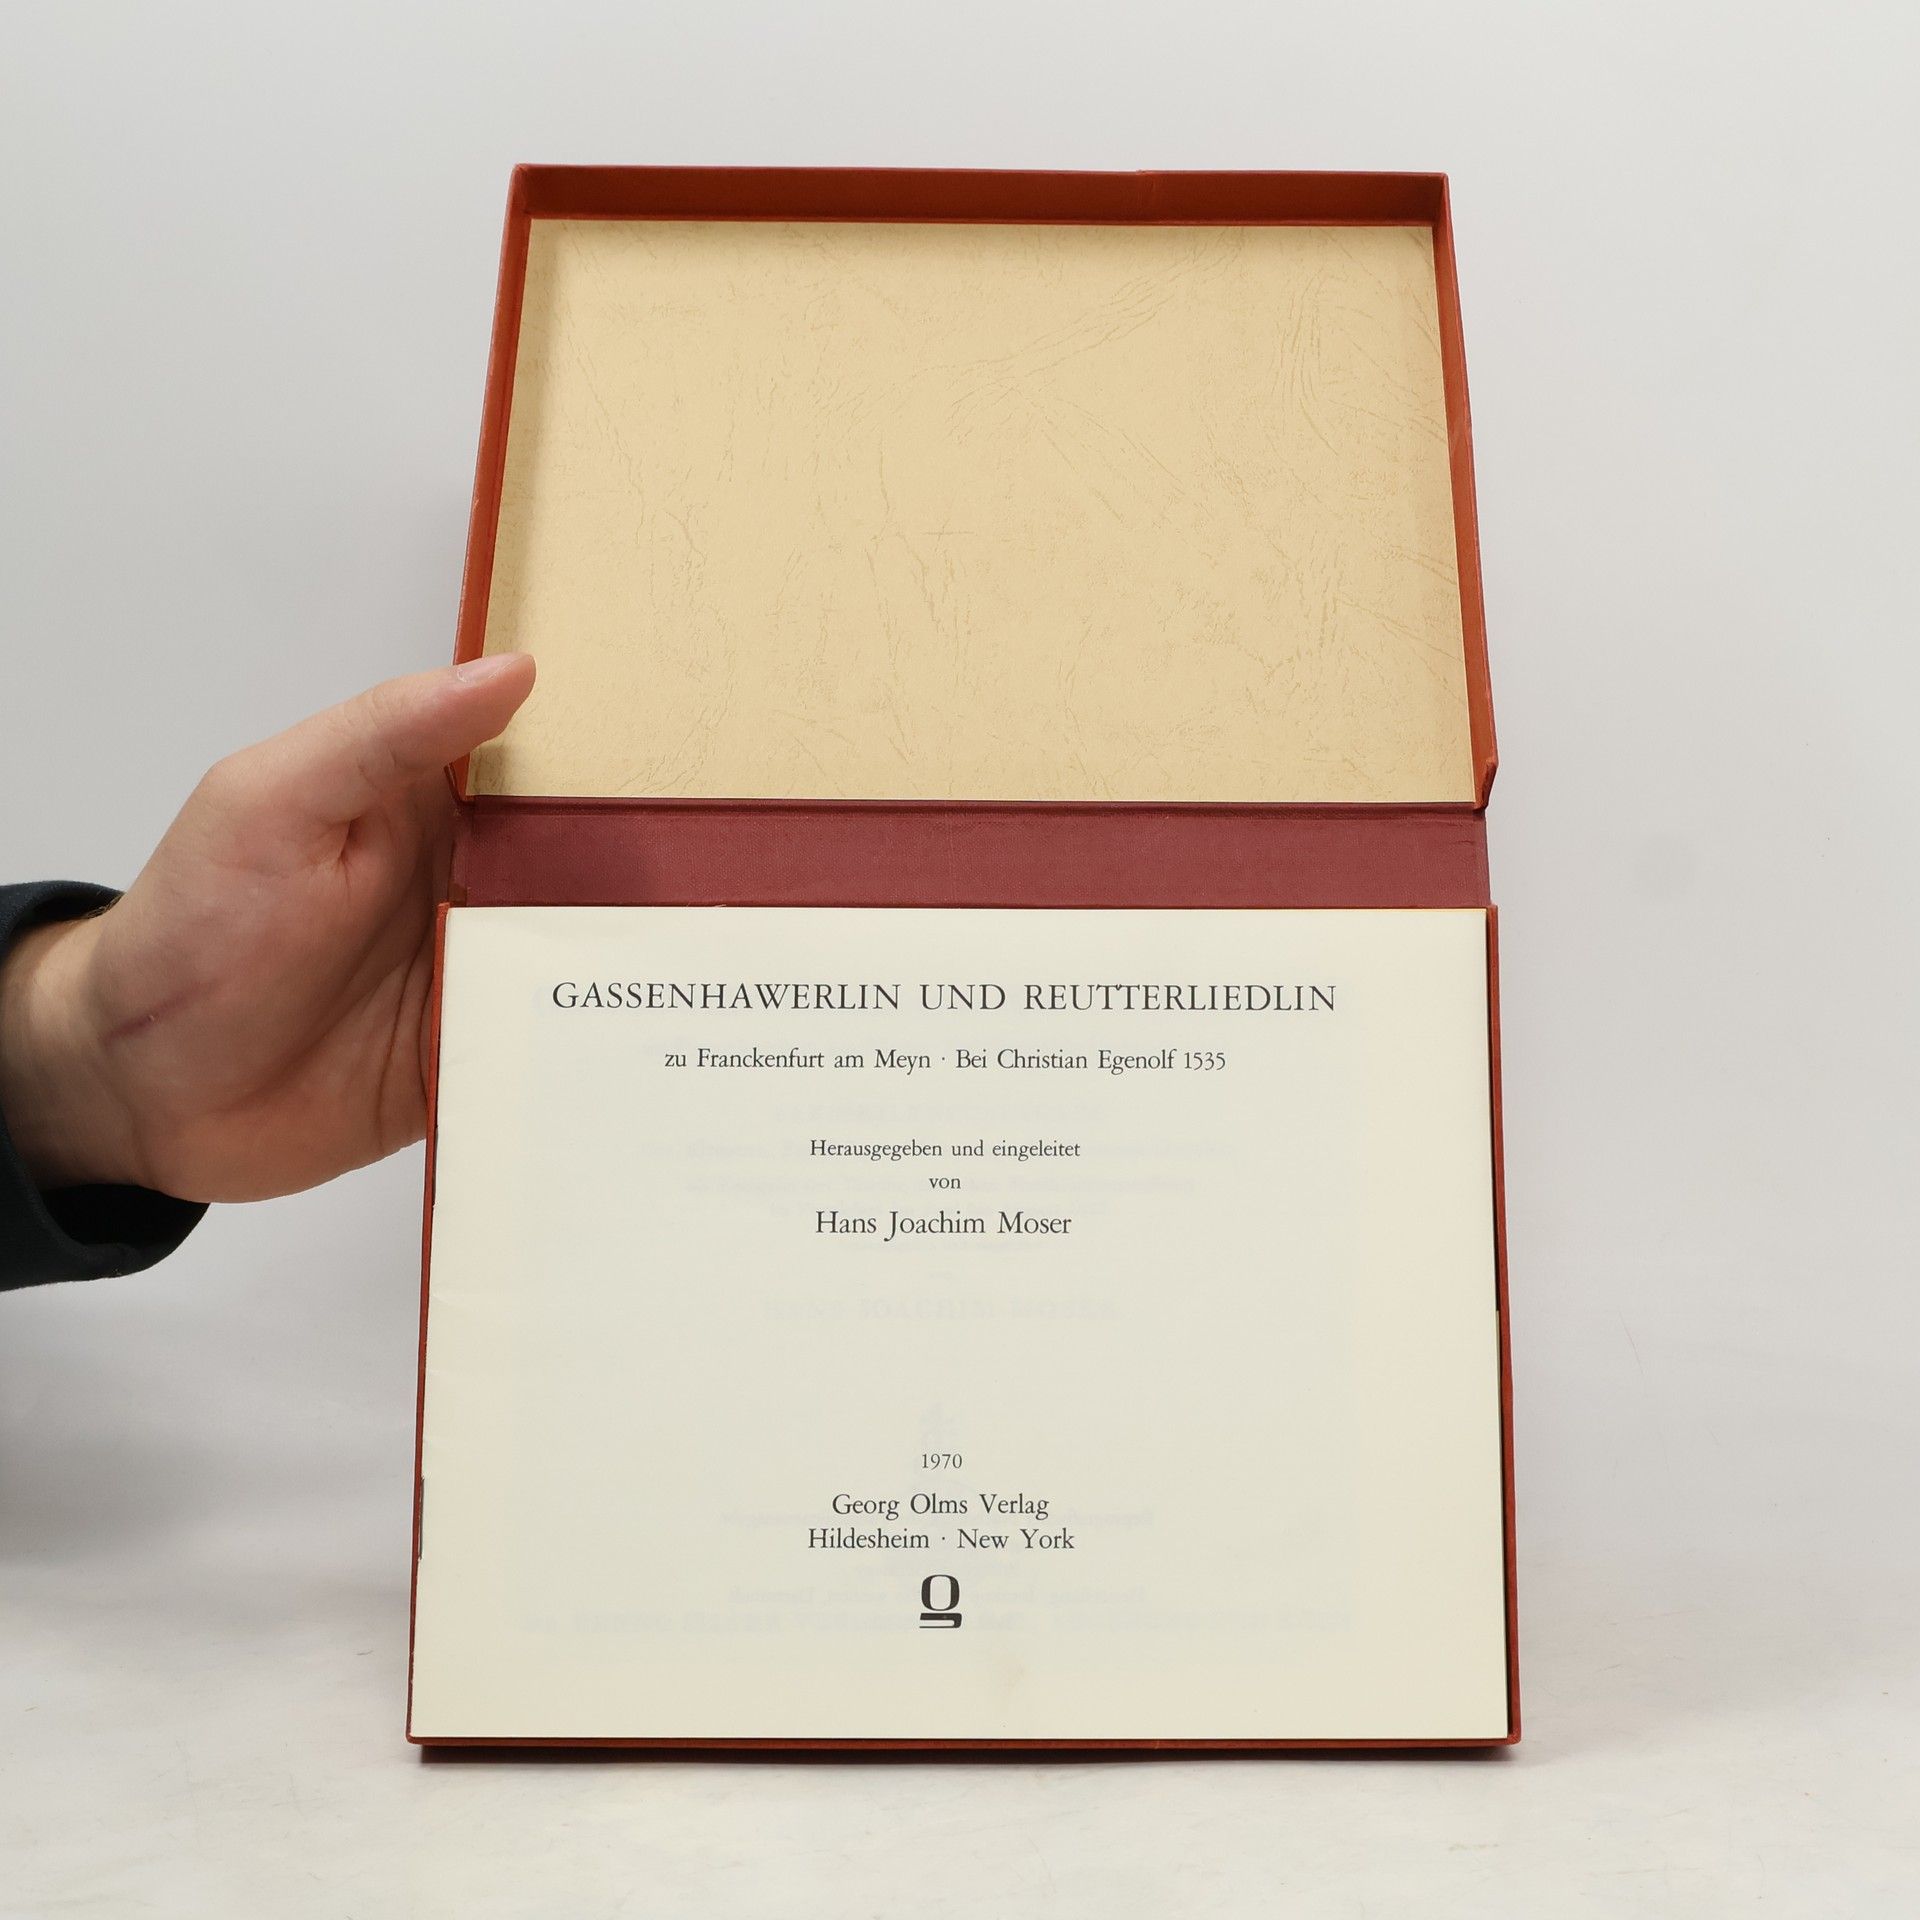 GASSENHAWERLIN UND REUTTERLIEDLIN
zu Franckenfurt am Meyn · Bei Christian Egenolf 1535
Herausgegeben und eingeleitet
von
Hans Joachim Moser
1970
Georg Olms Verlag
Hildesheim · New York